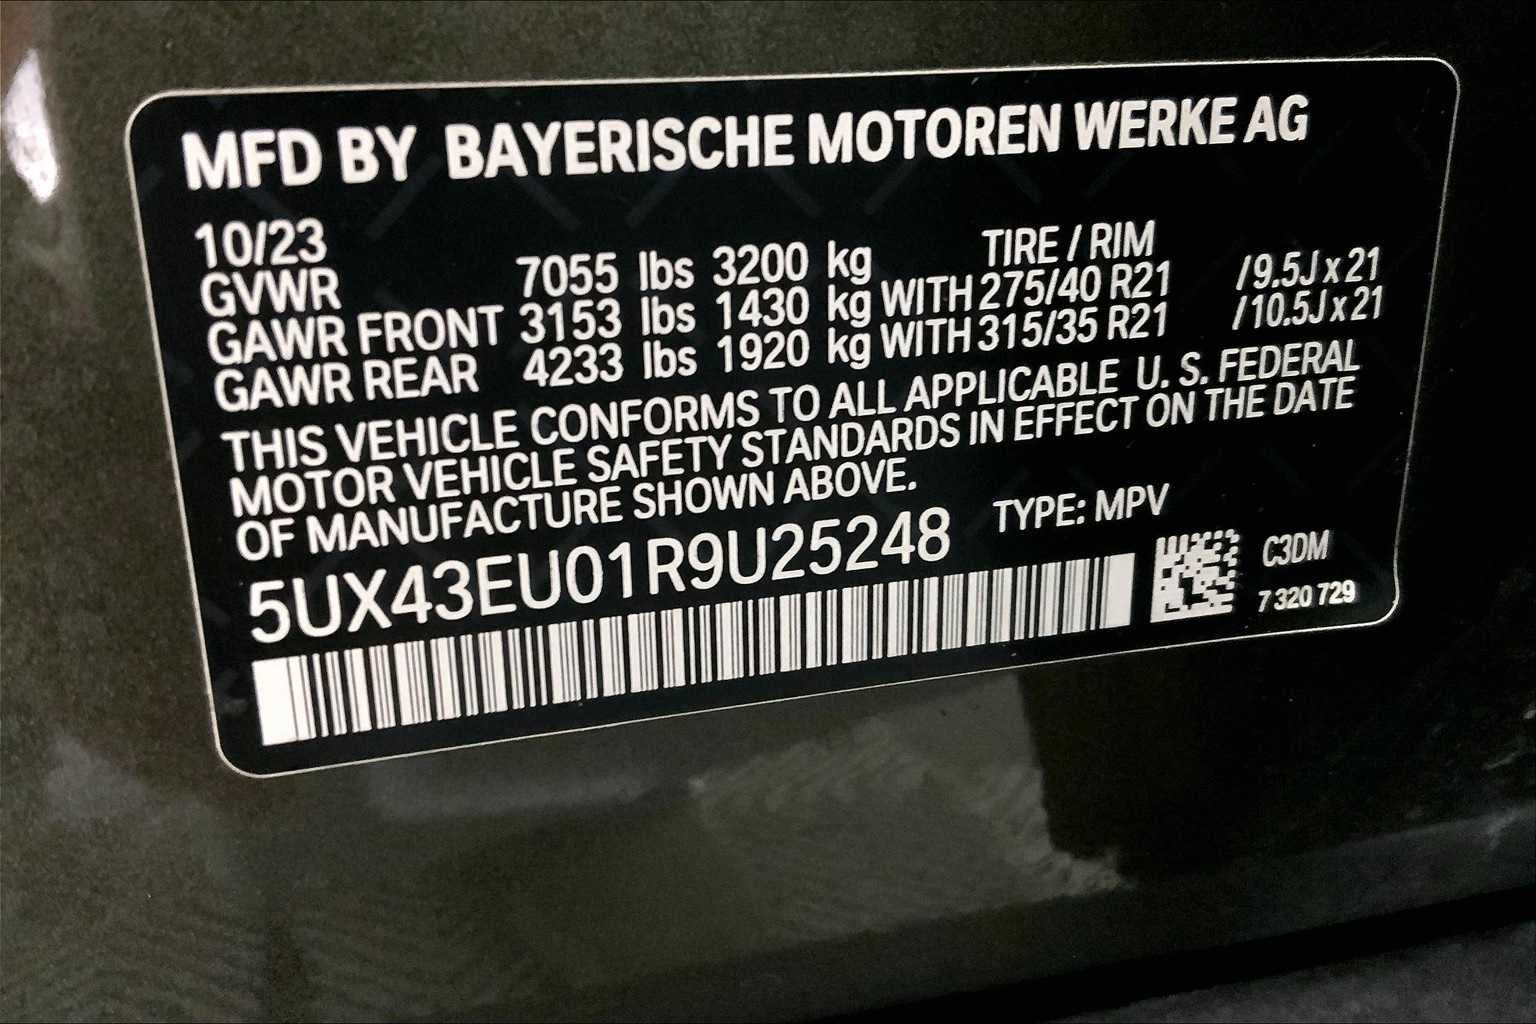 MFD BY BAYERISCHE MOTOREN WERKE AG
10/23 TIRE / RIM
GVWR 7055 lbs 3200 kg
GAWR FRONT 3153 lbs 1430 kg WITH 275/40 R21 /9.5J x 21
GAWR REAR 4233 lbs 1920 kg WITH 315/35 R21 /10.5J x 21
THIS VEHICLE CONFORMS TO ALL APPLICABLE U. S. FEDERAL
MOTOR VEHICLE SAFETY STANDARDS IN EFFECT ON THE DATE
OF MANUFACTURE SHOWN ABOVE.
5UX43EU01R9U25248 TYPE: MPV
C3DM
7 320 729